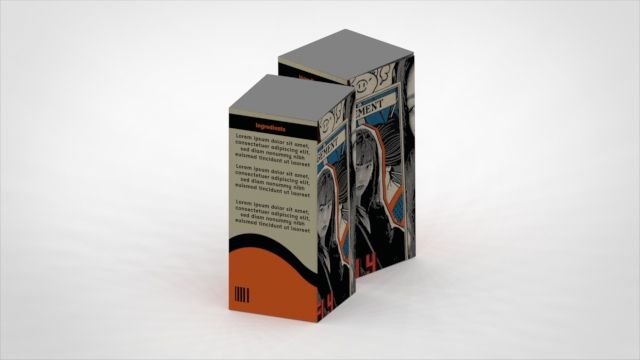 Ingredients
Lorem ipsum dolor sit amet,
consectetuer adipiscing elit,
sed diam nonummy nibh
euismod tincidunt ut laoreet
Lorem ipsum dolor sit amet,
consectetuer adipiscing elit,
sed diam nonummy nibh
euismod tincidunt ut laoreet
Lorem ipsum dolor sit amet,
consectetuer adipiscing elit,
sed diam nonummy nibh
euismod tincidunt ut laoreet